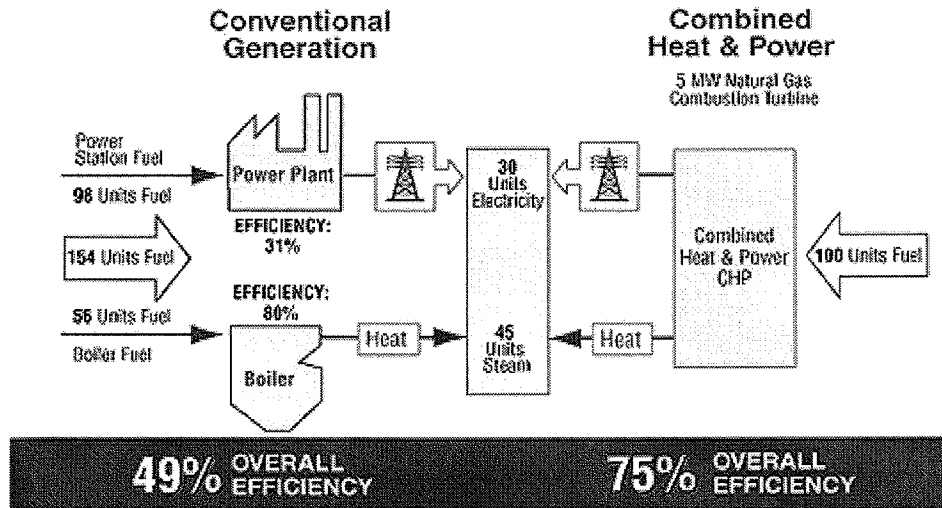 Conventional
Generation
Combined
Heat & Power
5 MW Natural Gas
Combustion Turbine
Power
Station Fuel
98 Units Fuel
Power Plant
EFFICIENCY:
31%
154 Units Fuel
EFFICIENCY:
80%
56 Units Fuel
Boiler Fuel
Boiler
Heat
30
Units
Electricity
45
Units
Steam
Heat
Combined
Heat & Power
CHP
100 Units Fuel
49% OVERALL
EFFICIENCY
75% OVERALL
EFFICIENCY